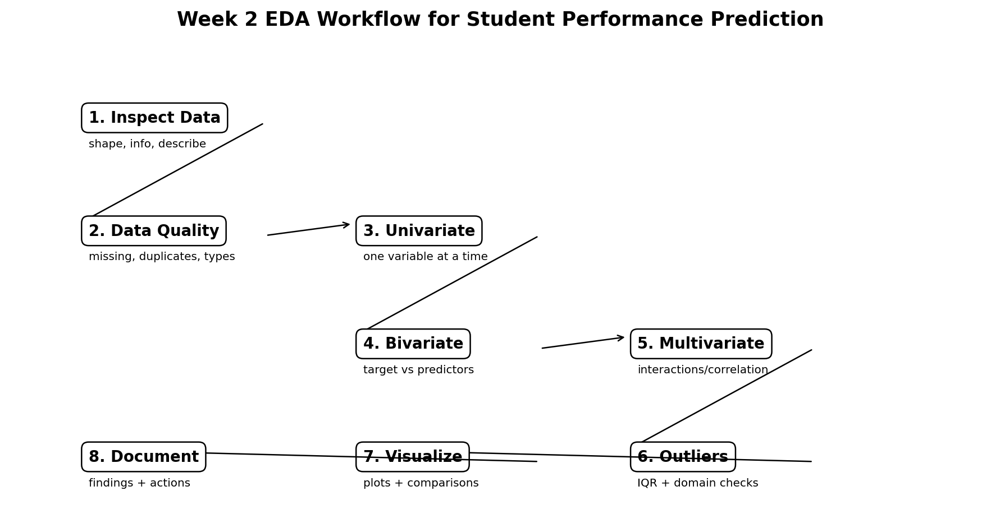 Week 2 EDA Workflow for Student Performance Prediction
1. Inspect Data
shape, info, describe
2. Data Quality
missing, duplicates, types
3. Univariate
one variable at a time
4. Bivariate
target vs predictors
5. Multivariate
interactions/correlation
6. Outliers
IQR + domain checks
7. Visualize
plots + comparisons
8. Document
findings + actions